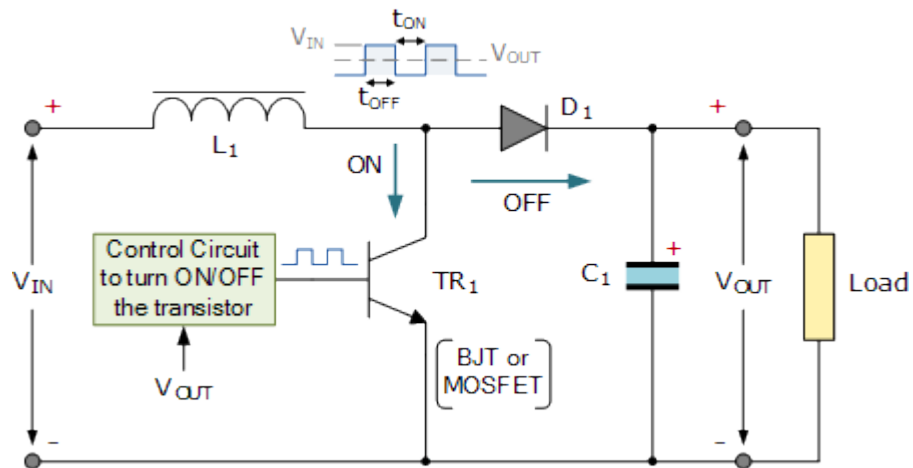 tON
VIN
VOUT
tOFF
+
L1
D1
+
ON
OFF
Control Circuit
to turn ON/OFF
the transistor
VIN
TR1
C1
+
VOUT
Load
BJT or
MOSFET
VOUT
-
-